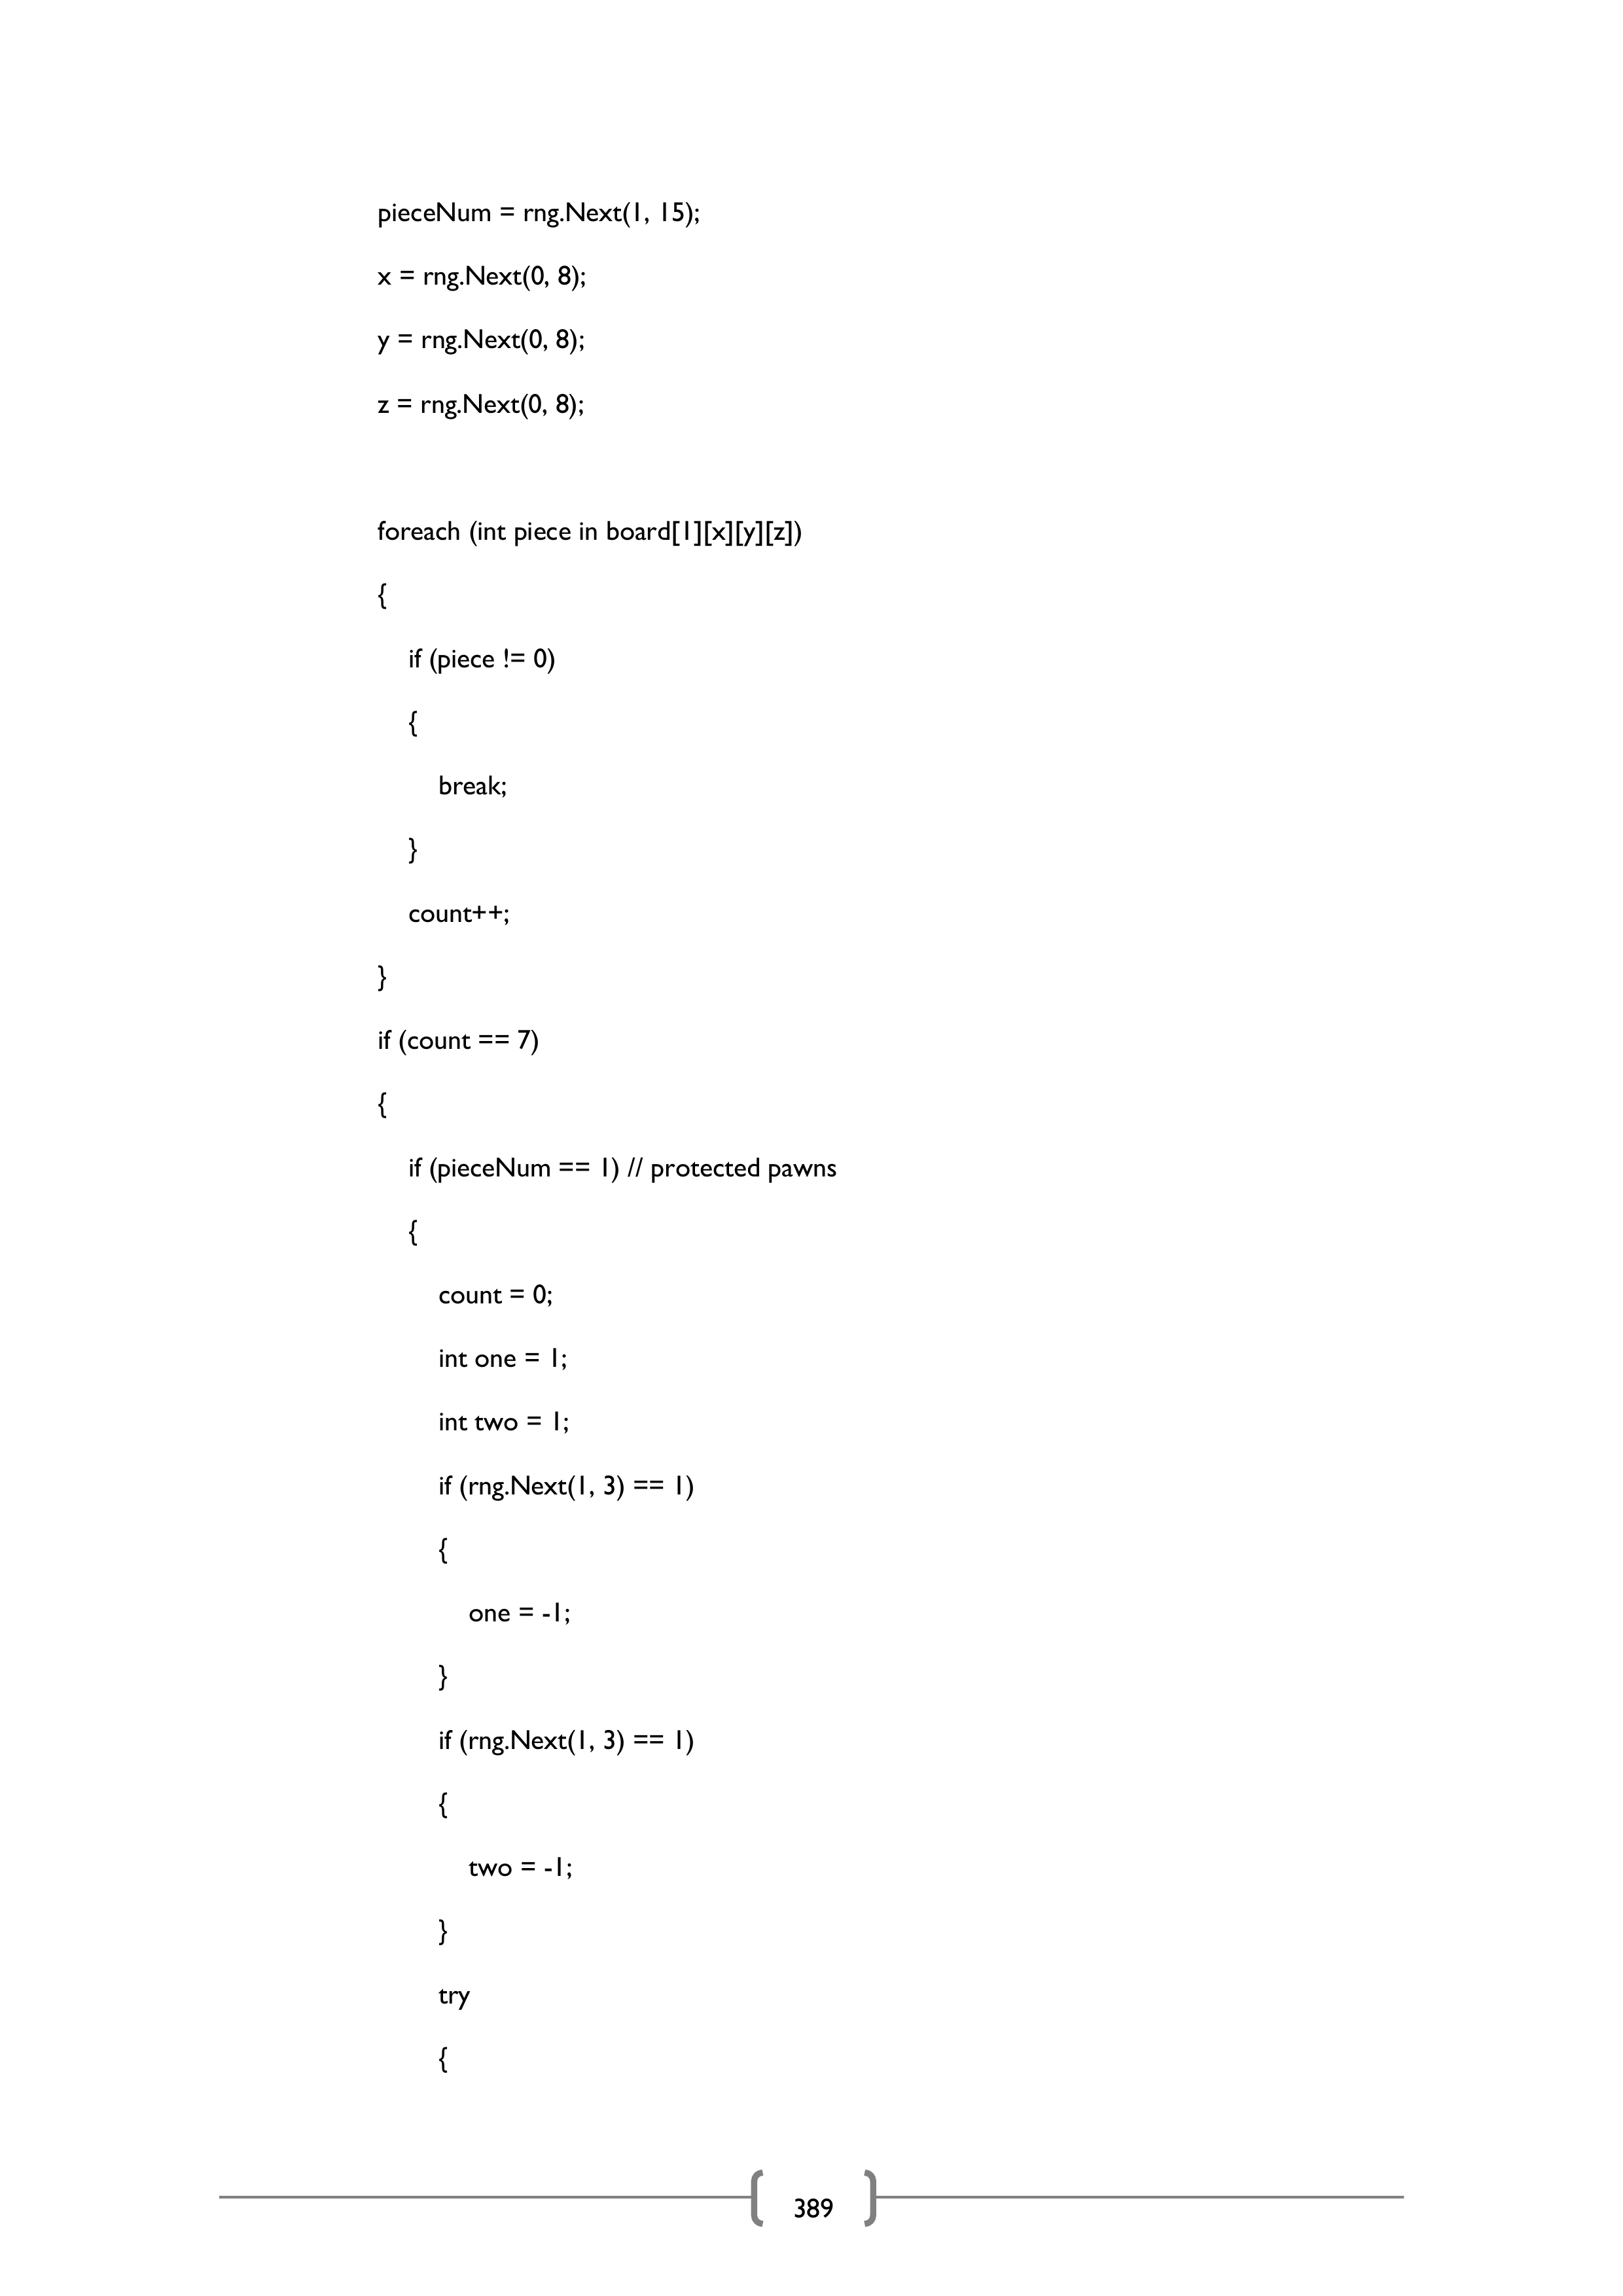 pieceNum = rng.Next(1, 15);
x = rng.Next(0, 8);
y = rng.Next(0, 8);
z = rng.Next(0, 8);
foreach (int piece in board[1][x][y][z])
{
if (piece != 0)
{
break;
}
count++;
}
if (count == 7)
{
if (pieceNum == 1) // protected pawns
{
count = 0;
int one = 1;
int two = 1;
if (rng.Next(1, 3) == 1)
{
one = -1;
}
if (rng.Next(1, 3) == 1)
{
two = -1;
}
try
{
389